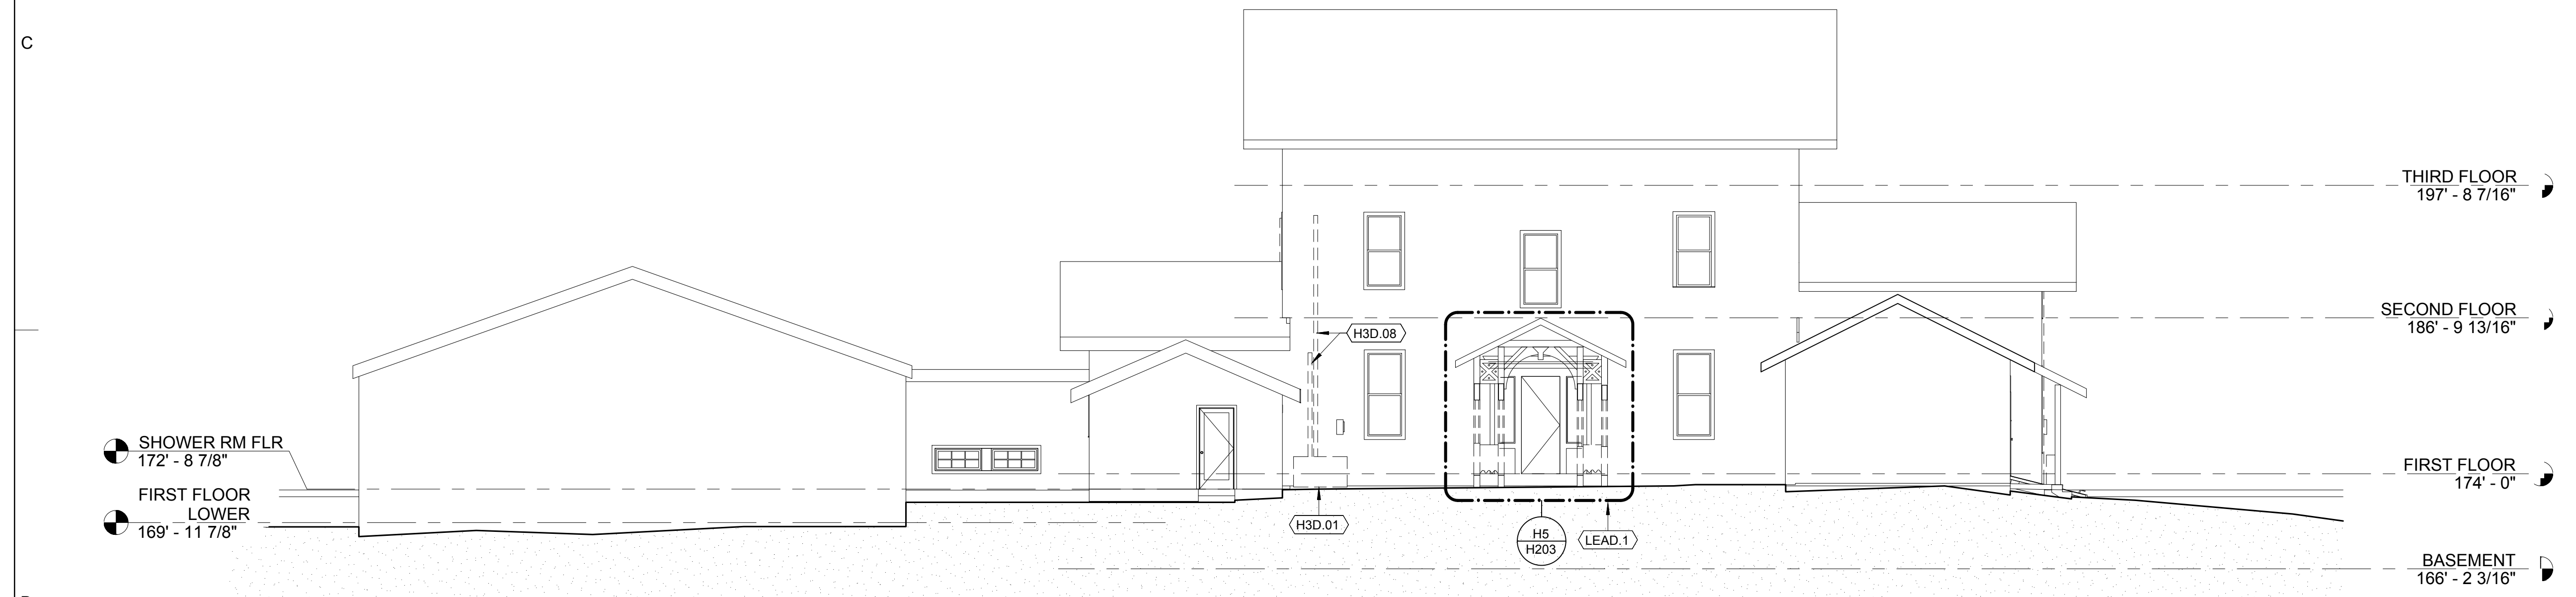 C
THIRD FLOOR
197' - 8 7/16"
SECOND FLOOR
186' - 9 13/16"
H3D.08
SHOWER RM FLR
172' - 8 7/8"
FIRST FLOOR
174' - 0"
FIRST FLOOR
LOWER
169' - 11 7/8"
H3D.01
H5
H203
LEAD.1
BASEMENT
166' - 2 3/16"